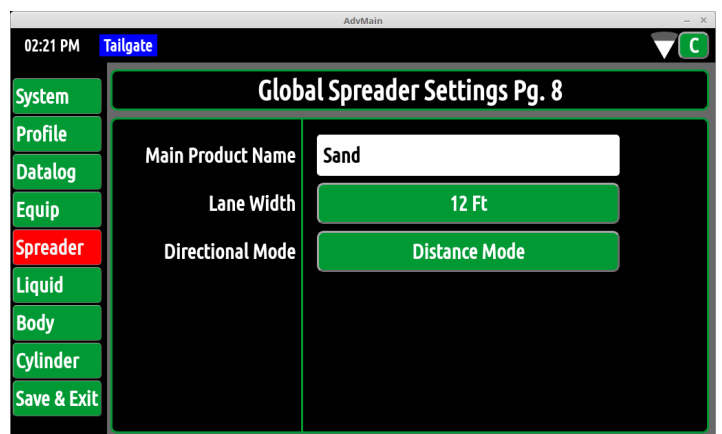 AdvMain
02:21 PM Tailgate C
Global Spreader Settings Pg. 8
System
Profile
Datalog
Equip
Spreader
Liquid
Body
Cylinder
Save & Exit
Main Product Name Sand
Lane Width 12 Ft
Directional Mode Distance Mode